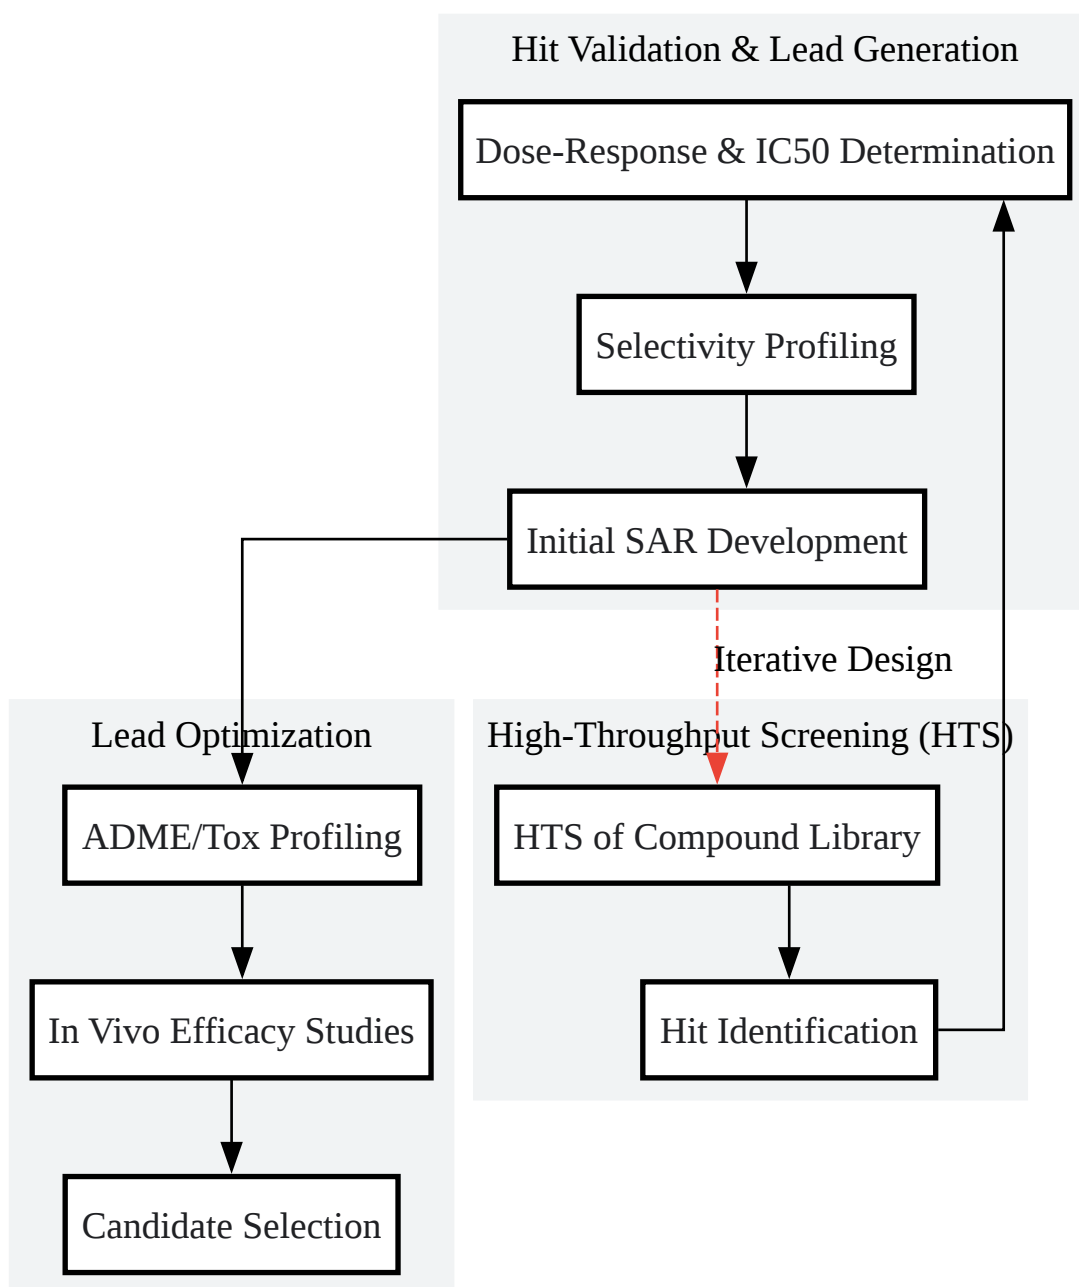 Hit Validation & Lead Generation
Dose-Response & IC50 Determination
Selectivity Profiling
Initial SAR Development
Iterative Design
Lead Optimization
ADME/Tox Profiling
In Vivo Efficacy Studies
Candidate Selection
High-Throughput Screening (HTS)
HTS of Compound Library
Hit Identification